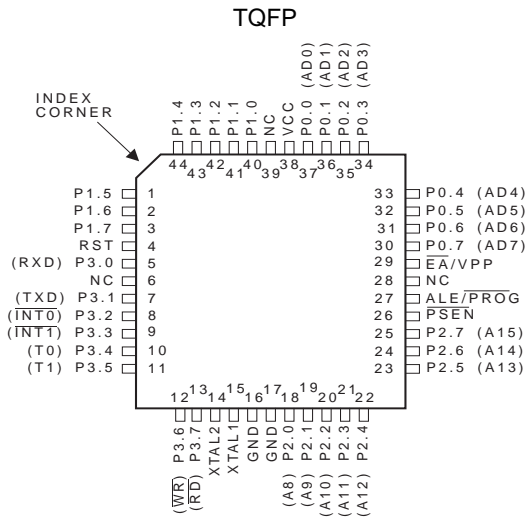 TQFP
INDEX
CORNER
P1.4
P1.3
P1.2
P1.1
P1.0
NC
VCC
P0.0 (AD0)
P0.1 (AD1)
P0.2 (AD2)
P0.3 (AD3)
44
43
42
41
40
39
38
37
36
35
34
P1.5 1
P1.6 2
P1.7 3
RST 4
(RXD) P3.0 5
NC 6
(TXD) P3.1 7
(INT0) P3.2 8
(INT1) P3.3 9
(T0) P3.4 10
(T1) P3.5 11
33 P0.4 (AD4)
32 P0.5 (AD5)
31 P0.6 (AD6)
30 P0.7 (AD7)
29 EA/VPP
28 NC
27 ALE/PROG
26 PSEN
25 P2.7 (A15)
24 P2.6 (A14)
23 P2.5 (A13)
12
13
14
15
16
17
18
19
20
21
22
(WR) P3.6
(RD) P3.7
XTAL2
XTAL1
GND
GND
(A8) P2.0
(A9) P2.1
(A10) P2.2
(A11) P2.3
(A12) P2.4